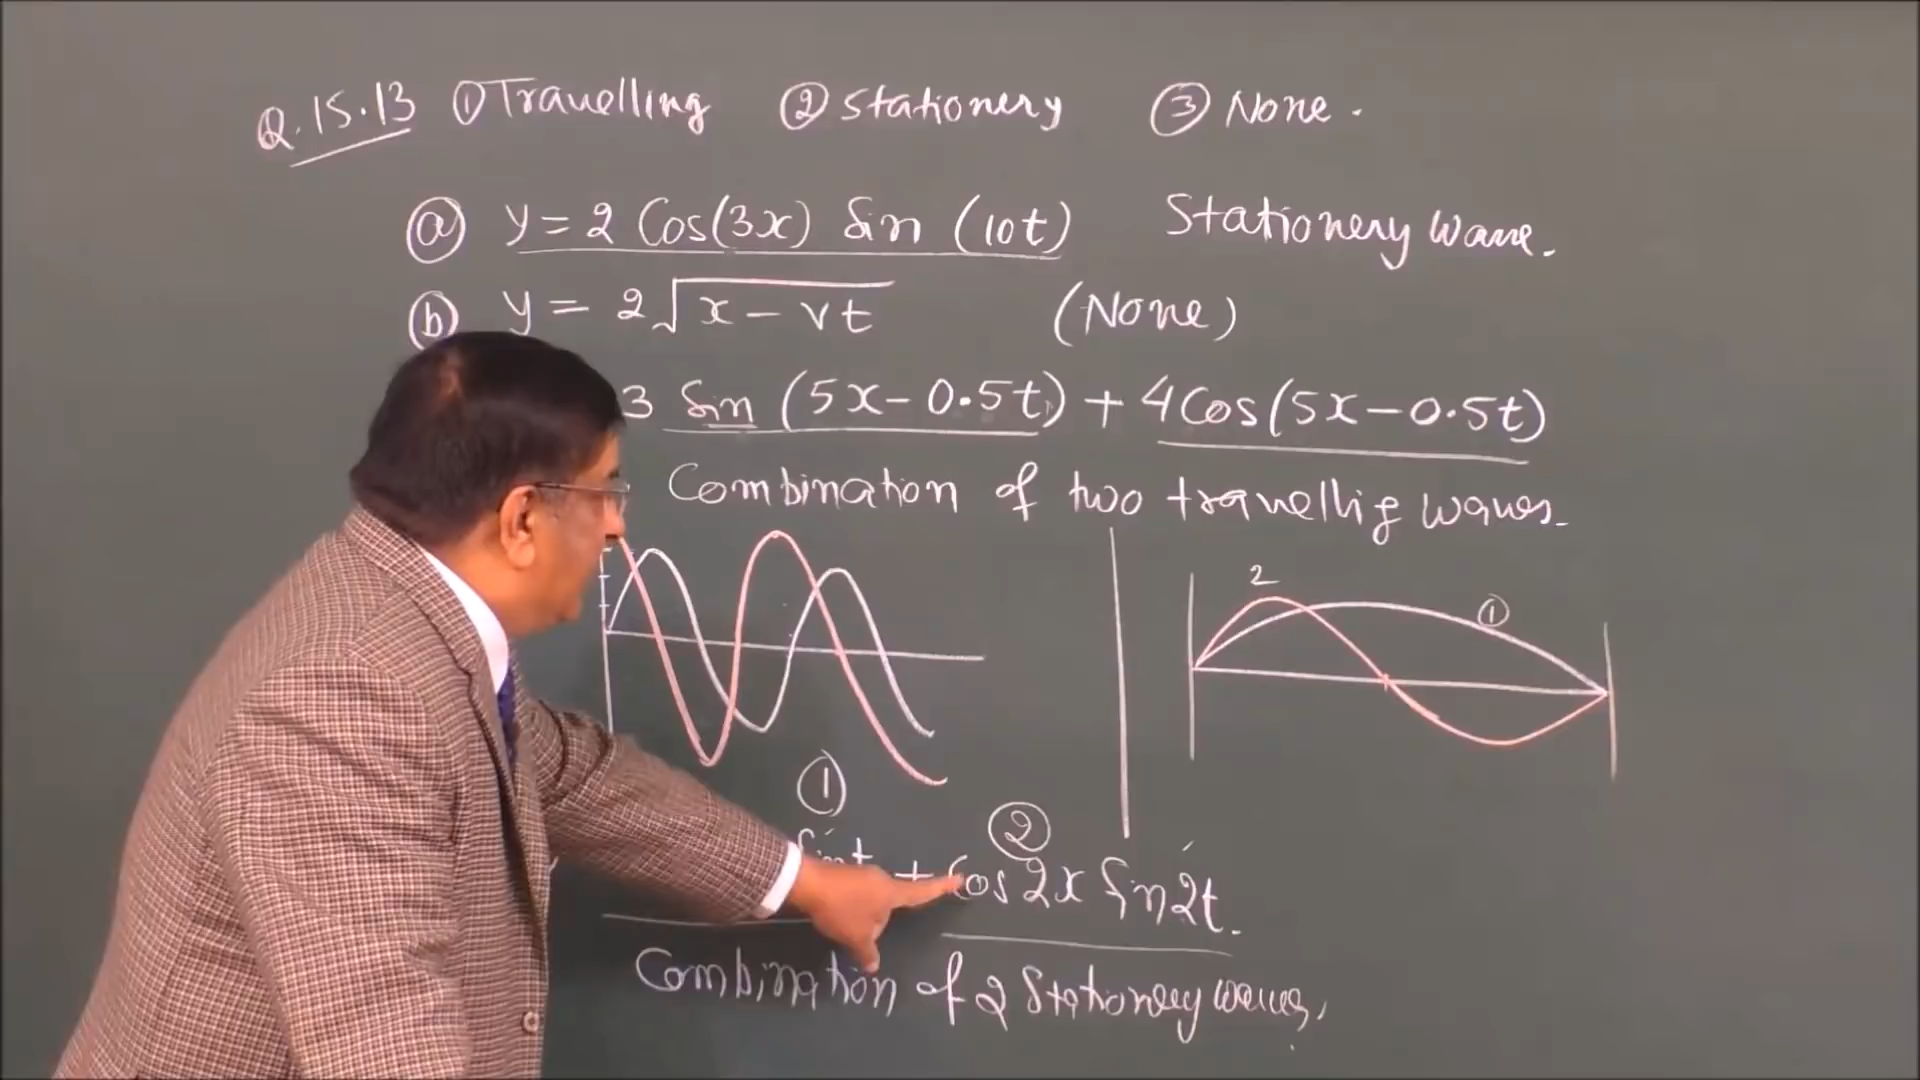 Q.15.13 ① Travelling ② Stationery ③ None.
ⓐ y = 2 Cos(3x) Sin (10t) Stationery Wave.
ⓑ y = 2√x - vt (None)
3 Sin (5x - 0.5t) + 4 Cos (5x - 0.5t)
Combination of two travellig waves.
2 ①
① ②
+ Cos 2x Sin 2t.
Combination of 2 Stationery waves.